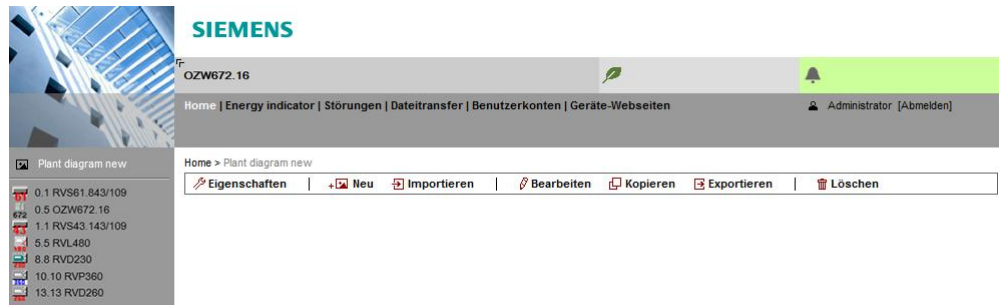 SIEMENS
OZW672.16
Home | Energy indicator | Störungen | Dateitransfer | Benutzerkonten | Geräte-Webseiten
Administrator [Abmelden]
Plant diagram new
Home > Plant diagram new
Eigenschaften | Neu Importieren | Bearbeiten Kopieren Exportieren | Löschen
0.1 RVS61.843/109
672 0.5 OZW672.16
1.1 RVS43.143/109
5.5 RVL480
8.8 RVD230
10.10 RVP360
13.13 RVD260